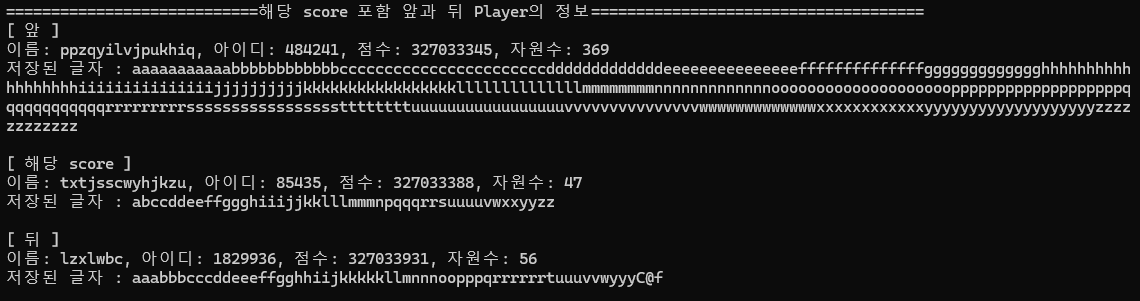 ============================해당 score 포함 앞과 뒤 Player의 정보=====================================
[ 앞 ]
이름: ppzqyilvjpukhiq, 아이디: 484241, 점수: 327033345, 자원수: 369
저장된 글자 : aaaaaaaaaaabbbbbbbbbbbbcccccccccccccccccccccccdddddddddddddeeeeeeeeeeeeeeeffffffffffffffggggggggggggghhhhhhhhhh
hhhhhhhhiiiiiiiiiiiiiiijjjjjjjjjjkkkkkkkkkkkkkkkkkllllllllllllllmmmmmmmmnnnnnnnnnnnnnoooooooooooooooooooopppppppppppppppppppq
qqqqqqqqqqqrrrrrrrrrsssssssssssssssssttttttttuuuuuuuuuuuuuuuuuvvvvvvvvvvvvvvvwwwwwwwwwwwwwxxxxxxxxxxxxyyyyyyyyyyyyyyyyyyyzzzz
zzzzzzzz
[ 해당 score ]
이름: txtjsscwyhjkzu, 아이디: 85435, 점수: 327033388, 자원수: 47
저장된 글자 : abccddeeffggghiiijjkklllmmmnpqqqrrsuuuuvwxxyyzz
[ 뒤 ]
이름: lzxlwbc, 아이디: 1829936, 점수: 327033931, 자원수: 56
저장된 글자 : aaabbbcccddeeeffgghhiijkkkkkllmnnnoopppqrrrrrrtuuuvvwyyyC@f